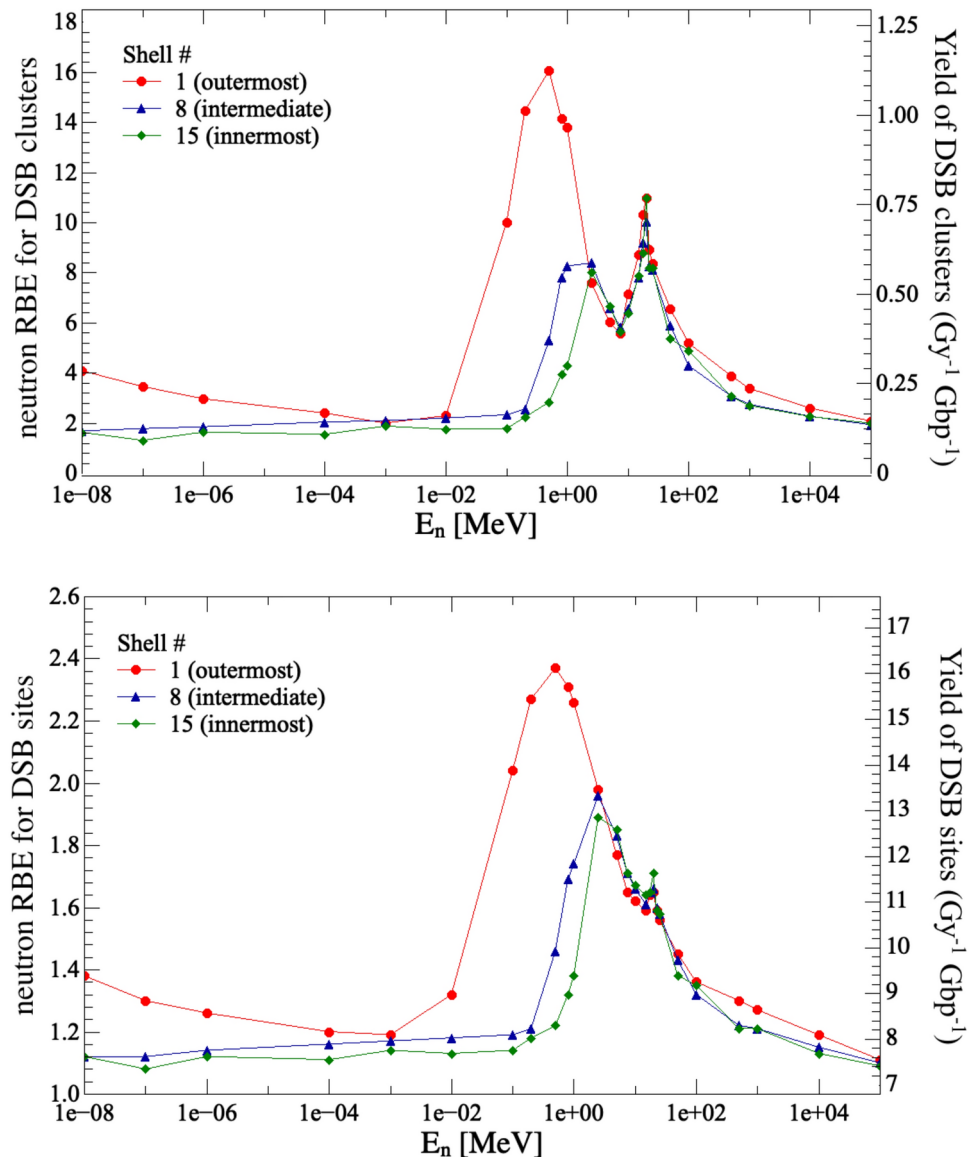 Shell #
1 (outermost)
8 (intermediate)
15 (innermost)
neutron RBE for DSB clusters
18
16
14
12
10
8
6
4
2
0
1.25
1.00
0.75
0.50
0.25
0
Yield of DSB clusters (Gy-1 Gbp-1)
1e-08 1e-06 1e-04 1e-02 1e+00 1e+02 1e+04
En [MeV]
Shell #
1 (outermost)
8 (intermediate)
15 (innermost)
neutron RBE for DSB sites
2.6
2.4
2.2
2.0
1.8
1.6
1.4
1.2
1.0
17
16
15
14
13
12
11
10
9
8
7
Yield of DSB sites (Gy-1 Gbp-1)
1e-08 1e-06 1e-04 1e-02 1e+00 1e+02 1e+04
En [MeV]